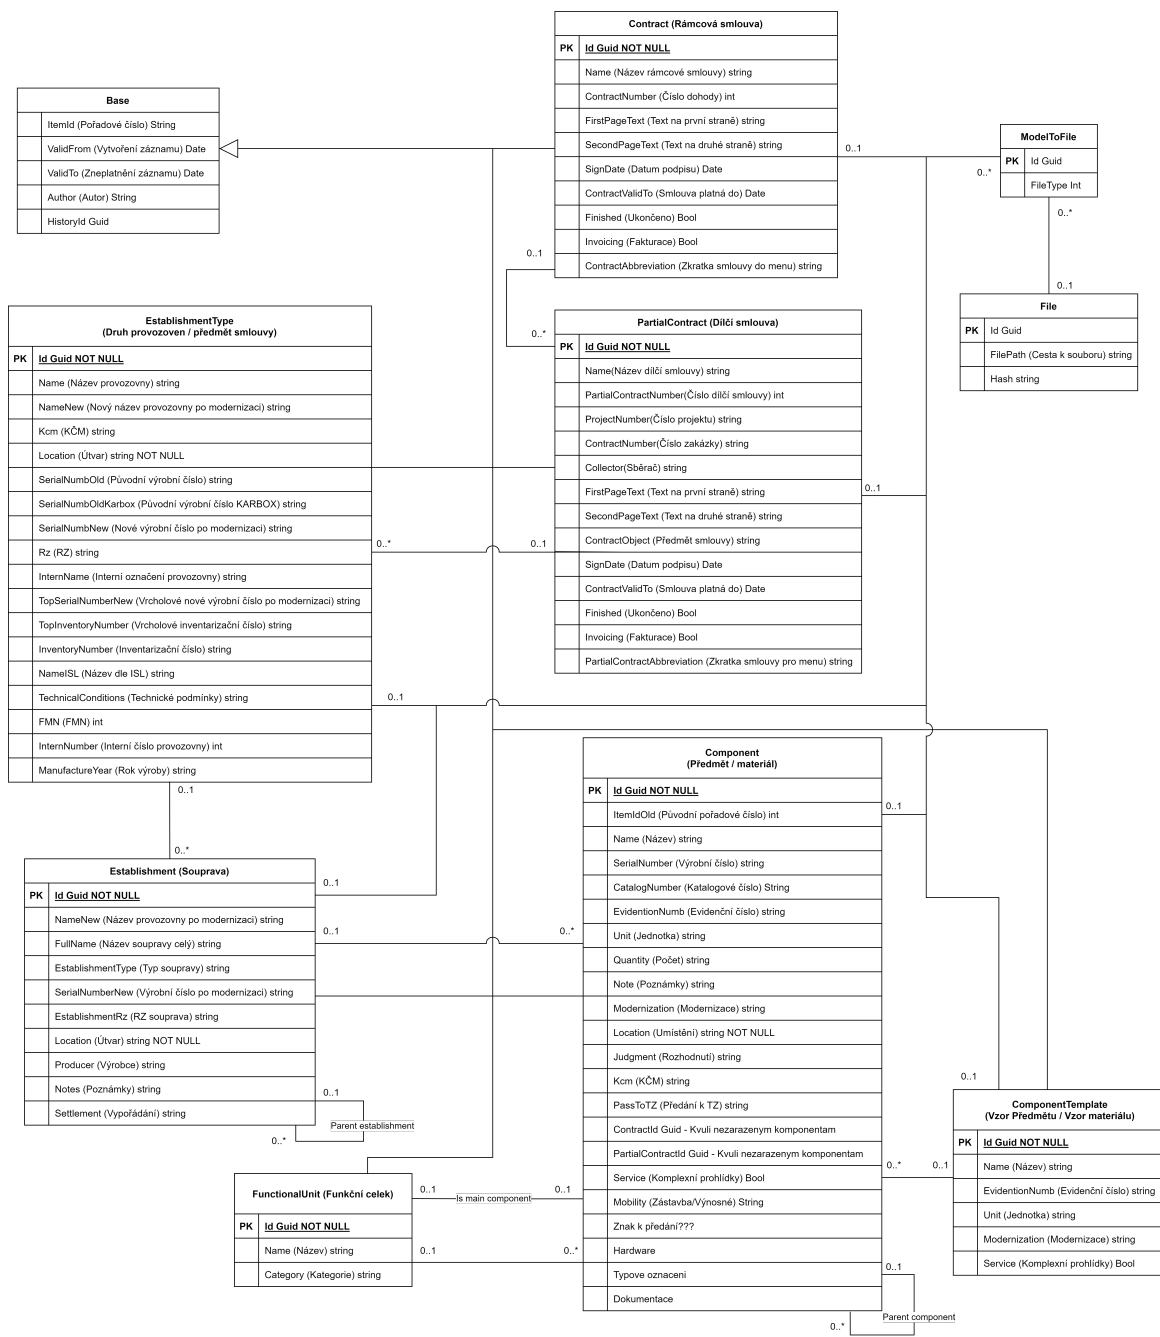 Contract (Rámcová smlouva)
PK Id Guid NOT NULL
Name (Název rámcové smlouvy) string
ContractNumber (Číslo dohody) int
FirstPageText (Text na první straně) string
SecondPageText (Text na druhé straně) string
SignDate (Datum podpisu) Date
ContractValidTo (Smlouva platná do) Date
Finished (Ukončeno) Bool
Invoicing (Fakturace) Bool
ContractAbbreviation (Zkratka smlouvy do menu) string
Base
ItemId (Pořadové číslo) String
ValidFrom (Vytvoření záznamu) Date
ValidTo (Zneplatnění záznamu) Date
Author (Autor) String
HistoryId Guid
0..1
0..*
ModelToFile
PK Id Guid
FileType Int
0..*
0..1
File
PK Id Guid
FilePath (Cesta k souboru) string
Hash string
0..1
0..*
EstablishmentType
(Druh provozoven / předmět smlouvy)
PK Id Guid NOT NULL
Name (Název provozovny) string
NameNew (Nový název provozovny po modernizaci) string
Kcm (KČM) string
Location (Útvar) string NOT NULL
SerialNumbOld (Původní výrobní číslo) string
SerialNumbOldKarbox (Původní výrobní číslo KARBOX) string
SerialNumbNew (Nové výrobní číslo po modernizaci) string
Rz (RZ) string
InternName (Interní označení provozovny) string
TopSerialNumberNew (Vrcholové nové výrobní číslo po modernizaci) string
TopInventoryNumber (Vrcholové inventarizační číslo) string
InventoryNumber (Inventarizační číslo) string
NameISL (Název dle ISL) string
TechnicalConditions (Technické podmínky) string
FMN (FMN) int
InternNumber (Interní číslo provozovny) int
ManufactureYear (Rok výroby) string
PartialContract (Dílčí smlouva)
PK Id Guid NOT NULL
Name(Název dílčí smlouvy) string
PartialContractNumber(Číslo dílčí smlouvy) int
ProjectNumber(Číslo projektu) string
ContractNumber(Číslo zakázky) string
Collector(Sběrač) string
FirstPageText (Text na první straně) string
SecondPageText (Text na druhé straně) string
ContractObject (Předmět smlouvy) string
SignDate (Datum podpisu) Date
ContractValidTo (Smlouva platná do) Date
Finished (Ukončeno) Bool
Invoicing (Fakturace) Bool
PartialContractAbbreviation (Zkratka smlouvy pro menu) string
0..1
0..*
0..1
0..1
0..1
0..*
Component
(Předmět / materiál)
PK Id Guid NOT NULL
ItemIdOld (Původní pořadové číslo) int
Name (Název) string
SerialNumber (Výrobní číslo) string
CatalogNumber (Katalogové číslo) String
EvidentionNumb (Evidenční číslo) string
Unit (Jednotka) string
Quantity (Počet) string
Note (Poznámky) string
Modernization (Modernizace) string
Location (Umístění) string NOT NULL
Judgment (Rozhodnutí) string
Kcm (KČM) string
PassToTZ (Předání k TZ) string
ContractId Guid - Kvuli nezarazenym komponentam
PartialContractId Guid - Kvuli nezarazenym komponentam
Service (Komplexní prohlídky) Bool
Mobility (Zástavba/Výnosné) String
Znak k předání???
Hardware
Typove oznaceni
Dokumentace
0..1
Establishment (Souprava)
PK Id Guid NOT NULL
NameNew (Název provozovny po modernizaci) string
FullName (Název soupravy celý) string
EstablishmentType (Typ soupravy) string
SerialNumberNew (Výrobní číslo po modernizaci) string
EstablishmentRz (RZ souprava) string
Location (Útvar) string NOT NULL
Producer (Výrobce) string
Notes (Poznámky) string
Settlement (Vypořádání) string
0..1
0..1
0..*
0..1
Parent establishment
0..*
0..1
ComponentTemplate
(Vzor Předmětu / Vzor materiálu)
PK Id Guid NOT NULL
Name (Název) string
EvidentionNumb (Evidenční číslo) string
Unit (Jednotka) string
Modernization (Modernizace) string
Service (Komplexní prohlídky) Bool
0..*
0..1
FunctionalUnit (Funkční celek)
PK Id Guid NOT NULL
Name (Název) string
Category (Kategorie) string
0..1
Is main component
0..1
0..1
0..*
0..1
Parent component
0..*